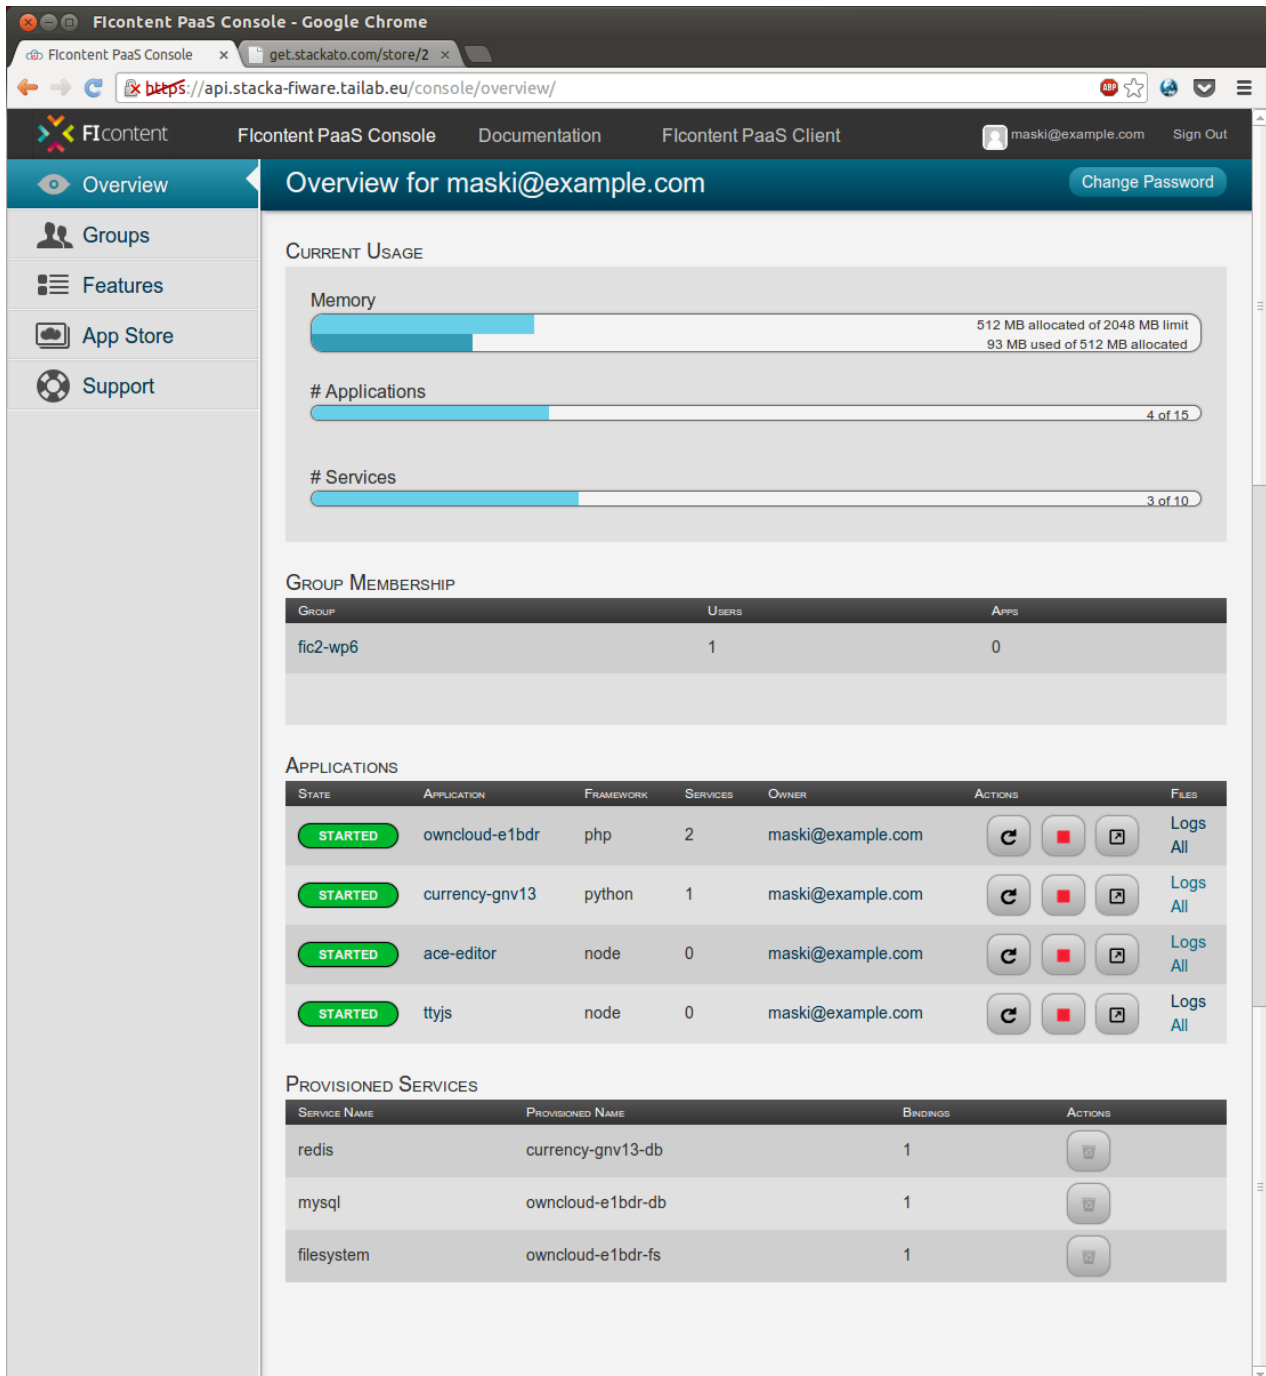 FIcontent PaaS Console - Google Chrome
FIcontent PaaS Console × get.stackato.com/store/2 ×
https://api.stacka-fiware.tailab.eu/console/overview/ ABP
FIcontent FIcontent PaaS Console Documentation FIcontent PaaS Client maski@example.com Sign Out
Overview
Groups
Features
App Store
Support
Overview for maski@example.com Change Password
Current Usage
Memory
512 MB allocated of 2048 MB limit
93 MB used of 512 MB allocated
# Applications
4 of 15
# Services
3 of 10
Group Membership
Group Users Apps
fic2-wp6 1 0
Applications
State Application Framework Services Owner Actions Files
STARTED owncloud-e1bdr php 2 maski@example.com Logs
All
STARTED currency-gnv13 python 1 maski@example.com Logs
All
STARTED ace-editor node 0 maski@example.com Logs
All
STARTED ttyjs node 0 maski@example.com Logs
All
Provisioned Services
Service Name Provisioned Name Bindings Actions
redis currency-gnv13-db 1
mysql owncloud-e1bdr-db 1
filesystem owncloud-e1bdr-fs 1